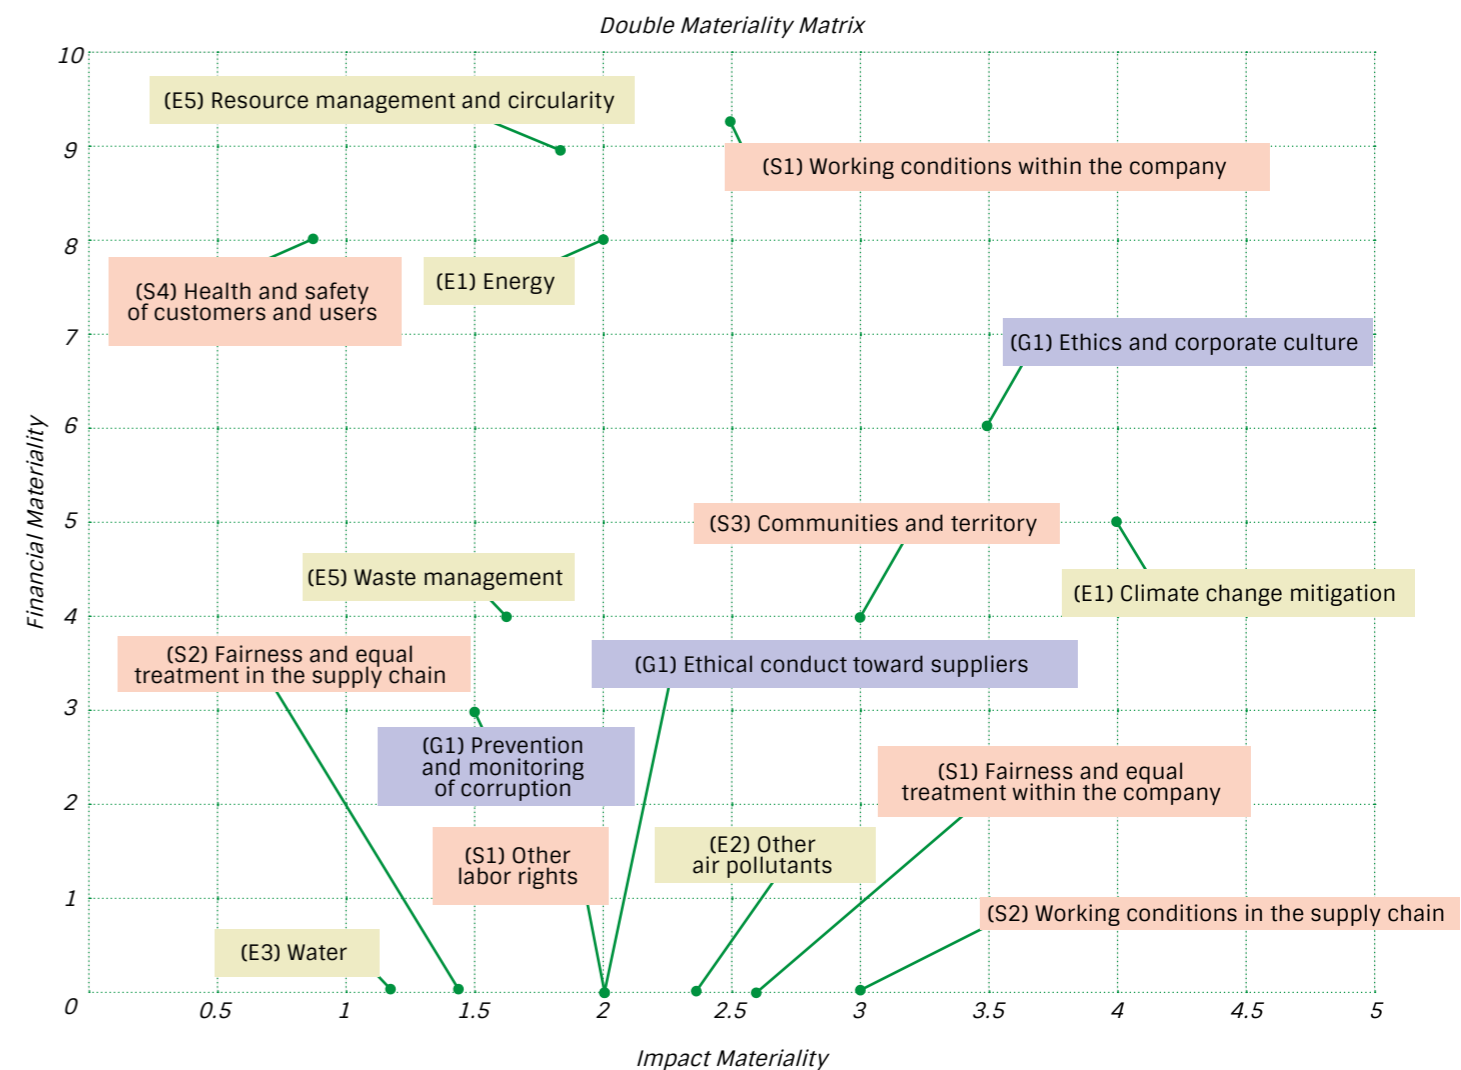 Double Materiality Matrix
10
(E5) Resource management and circularity
9
(S1) Working conditions within the company
8
(S4) Health and safety
of customers and users
(E1) Energy
7
(G1) Ethics and corporate culture
6
Financial Materiality
5
(S3) Communities and territory
(E5) Waste management
(E1) Climate change mitigation
4
(S2) Fairness and equal
treatment in the supply chain
(G1) Ethical conduct toward suppliers
3
(G1) Prevention
and monitoring
of corruption
(S1) Fairness and equal
treatment within the company
2
(S1) Other
labor rights
(E2) Other
air pollutants
1
(S2) Working conditions in the supply chain
(E3) Water
0
0.5
1
1.5
2
2.5
3
3.5
4
4.5
5
Impact Materiality